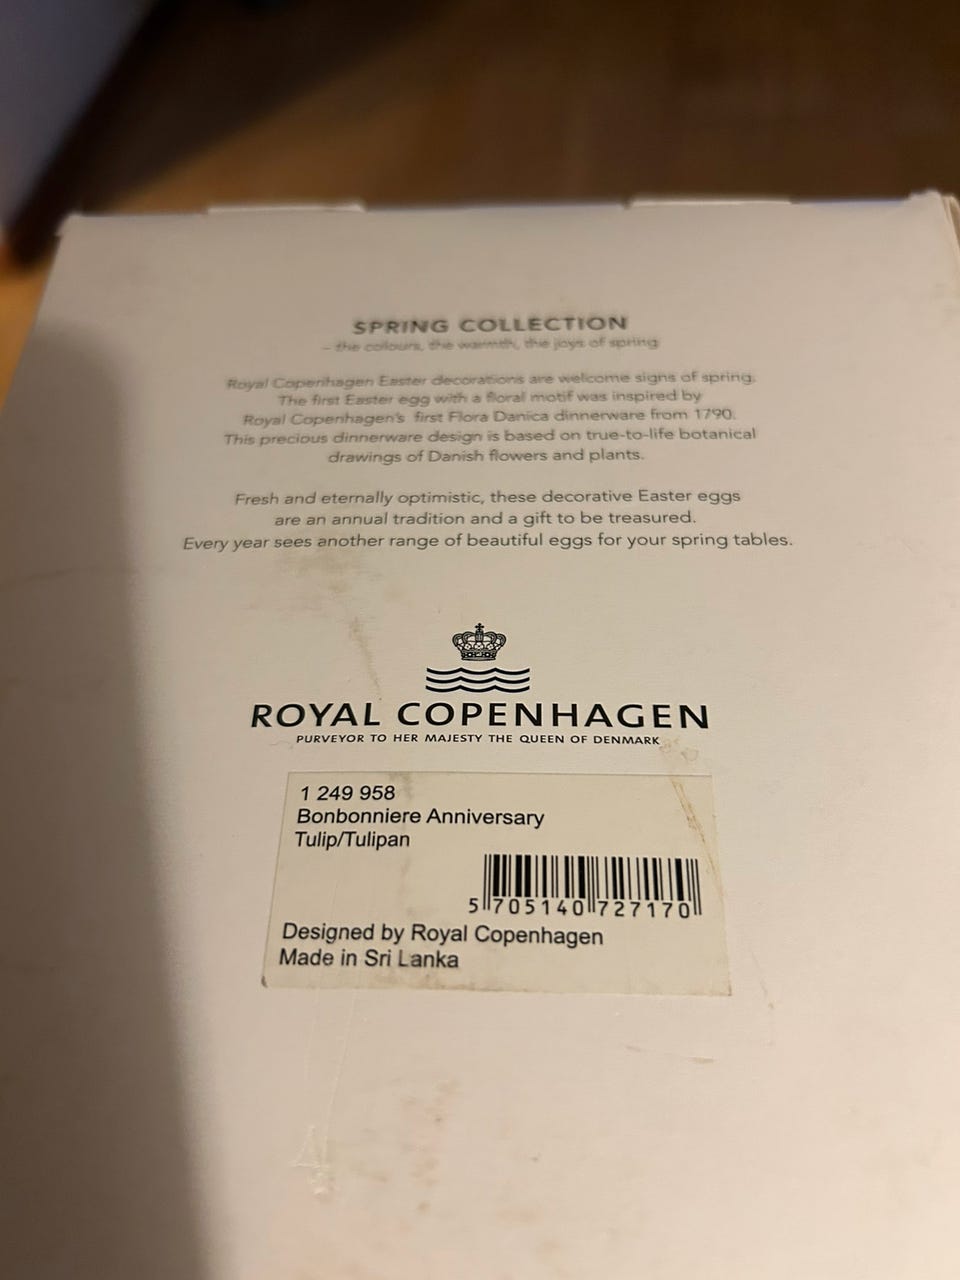 SPRING COLLECTION
– the colours, the warmth, the joys of spring
Royal Copenhagen Easter decorations are welcome signs of spring.
The first Easter egg with a floral motif was inspired by
Royal Copenhagen's first Flora Danica dinnerware from 1790.
This precious dinnerware design is based on true-to-life botanical
drawings of Danish flowers and plants.
Fresh and eternally optimistic, these decorative Easter eggs
are an annual tradition and a gift to be treasured.
Every year sees another range of beautiful eggs for your spring tables.
ROYAL COPENHAGEN
PURVEYOR TO HER MAJESTY THE QUEEN OF DENMARK
1 249 958
Bonbonniere Anniversary
Tulip/Tulipan
5 705140 727170
Designed by Royal Copenhagen
Made in Sri Lanka